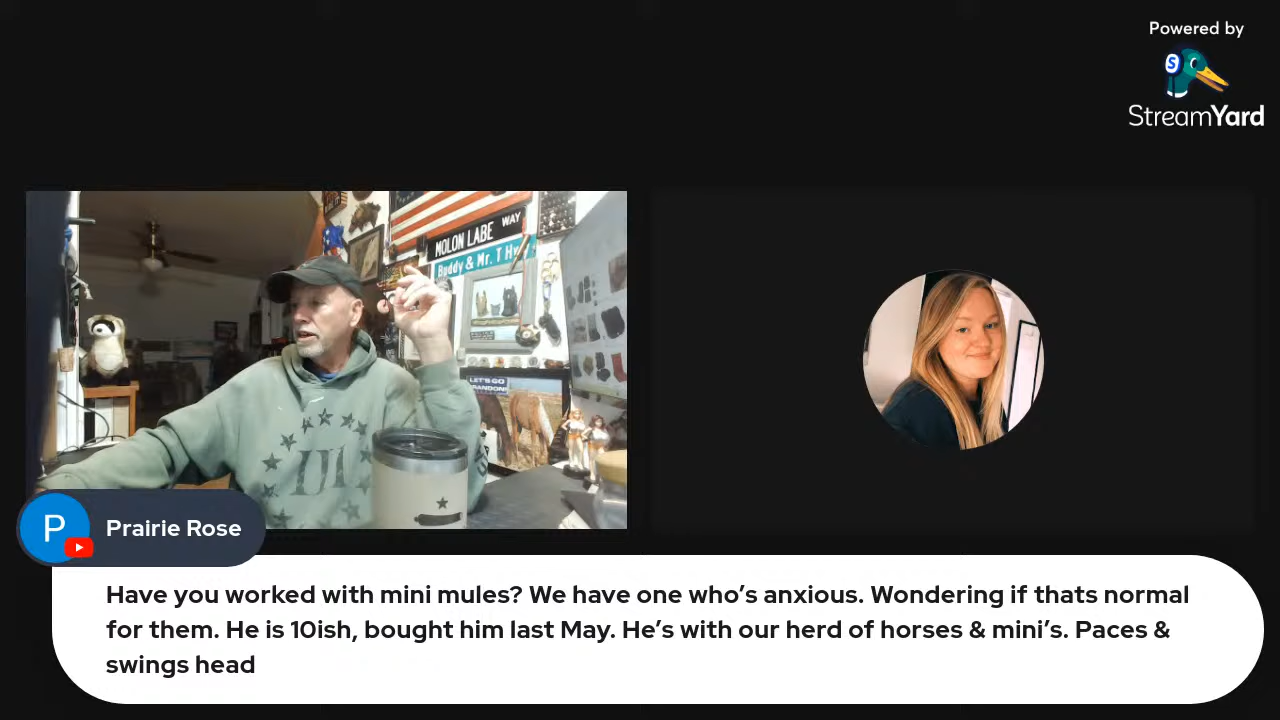 Powered by
S
StreamYard
MOLON LABE WAY
Buddy & Mr. T
LET'S GO
BRANDON!
P
Prairie Rose
Have you worked with mini mules? We have one who's anxious. Wondering if thats normal
for them. He is 10ish, bought him last May. He's with our herd of horses & mini's. Paces &
swings head